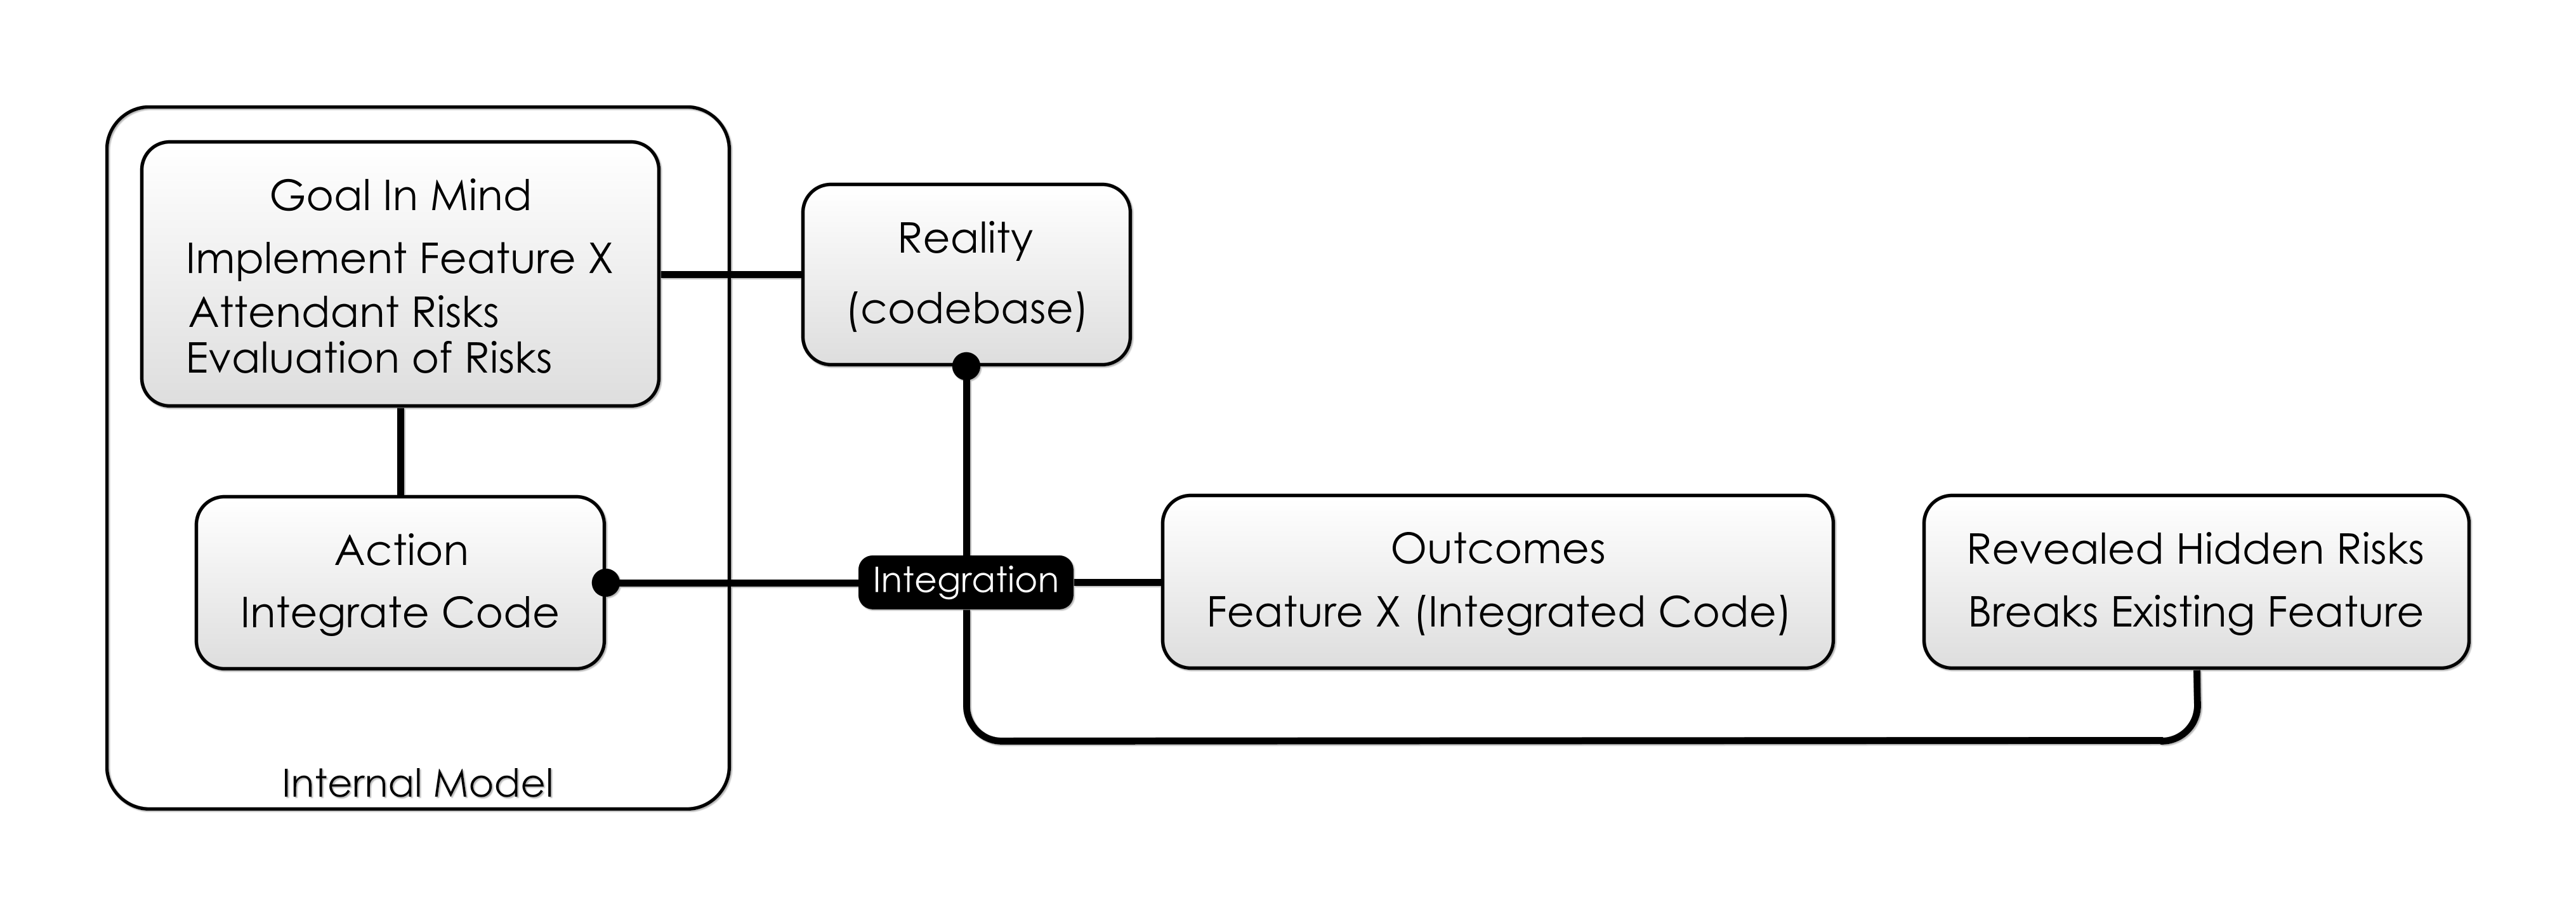 Goal In Mind
Implement Feature X
Attendant Risks
Evaluation of Risks
Reality
(codebase)
Action
Integrate Code
Integration
Outcomes
Feature X (Integrated Code)
Revealed Hidden Risks
Breaks Existing Feature
Internal Model